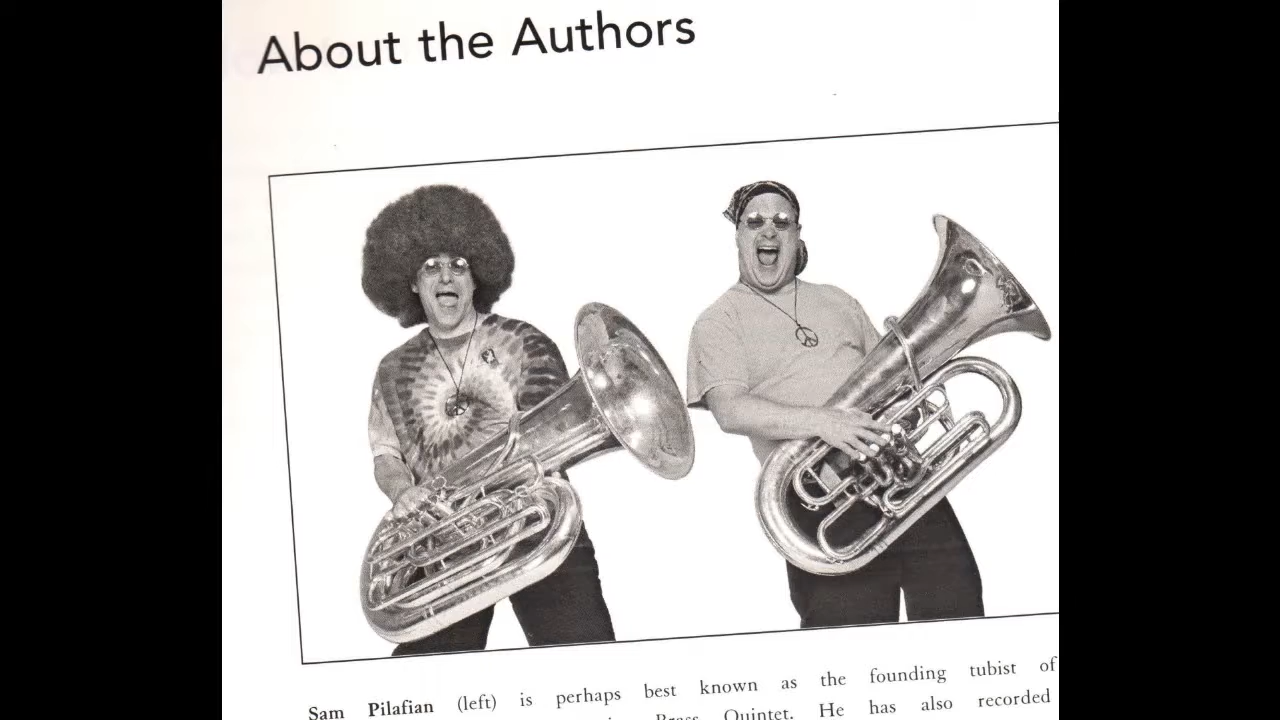 About the Authors
Sam Pilafian (left) is perhaps best known as the founding tubist of
Brass Quintet. He has also recorded